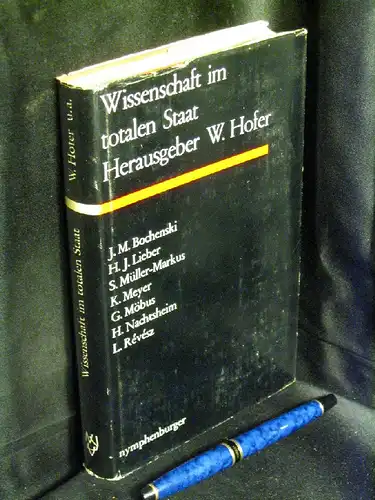 Wissenschaft im
totalen Staat
Herausgeber W. Hofer
J. M. Bochenski
H. J. Lieber
S. Müller-Markus
K. Meyer
G. Möbus
H. Nachtsheim
L. Révész
nymphenburger
W. Hofer u.a.
Wissenschaft im totalen Staat